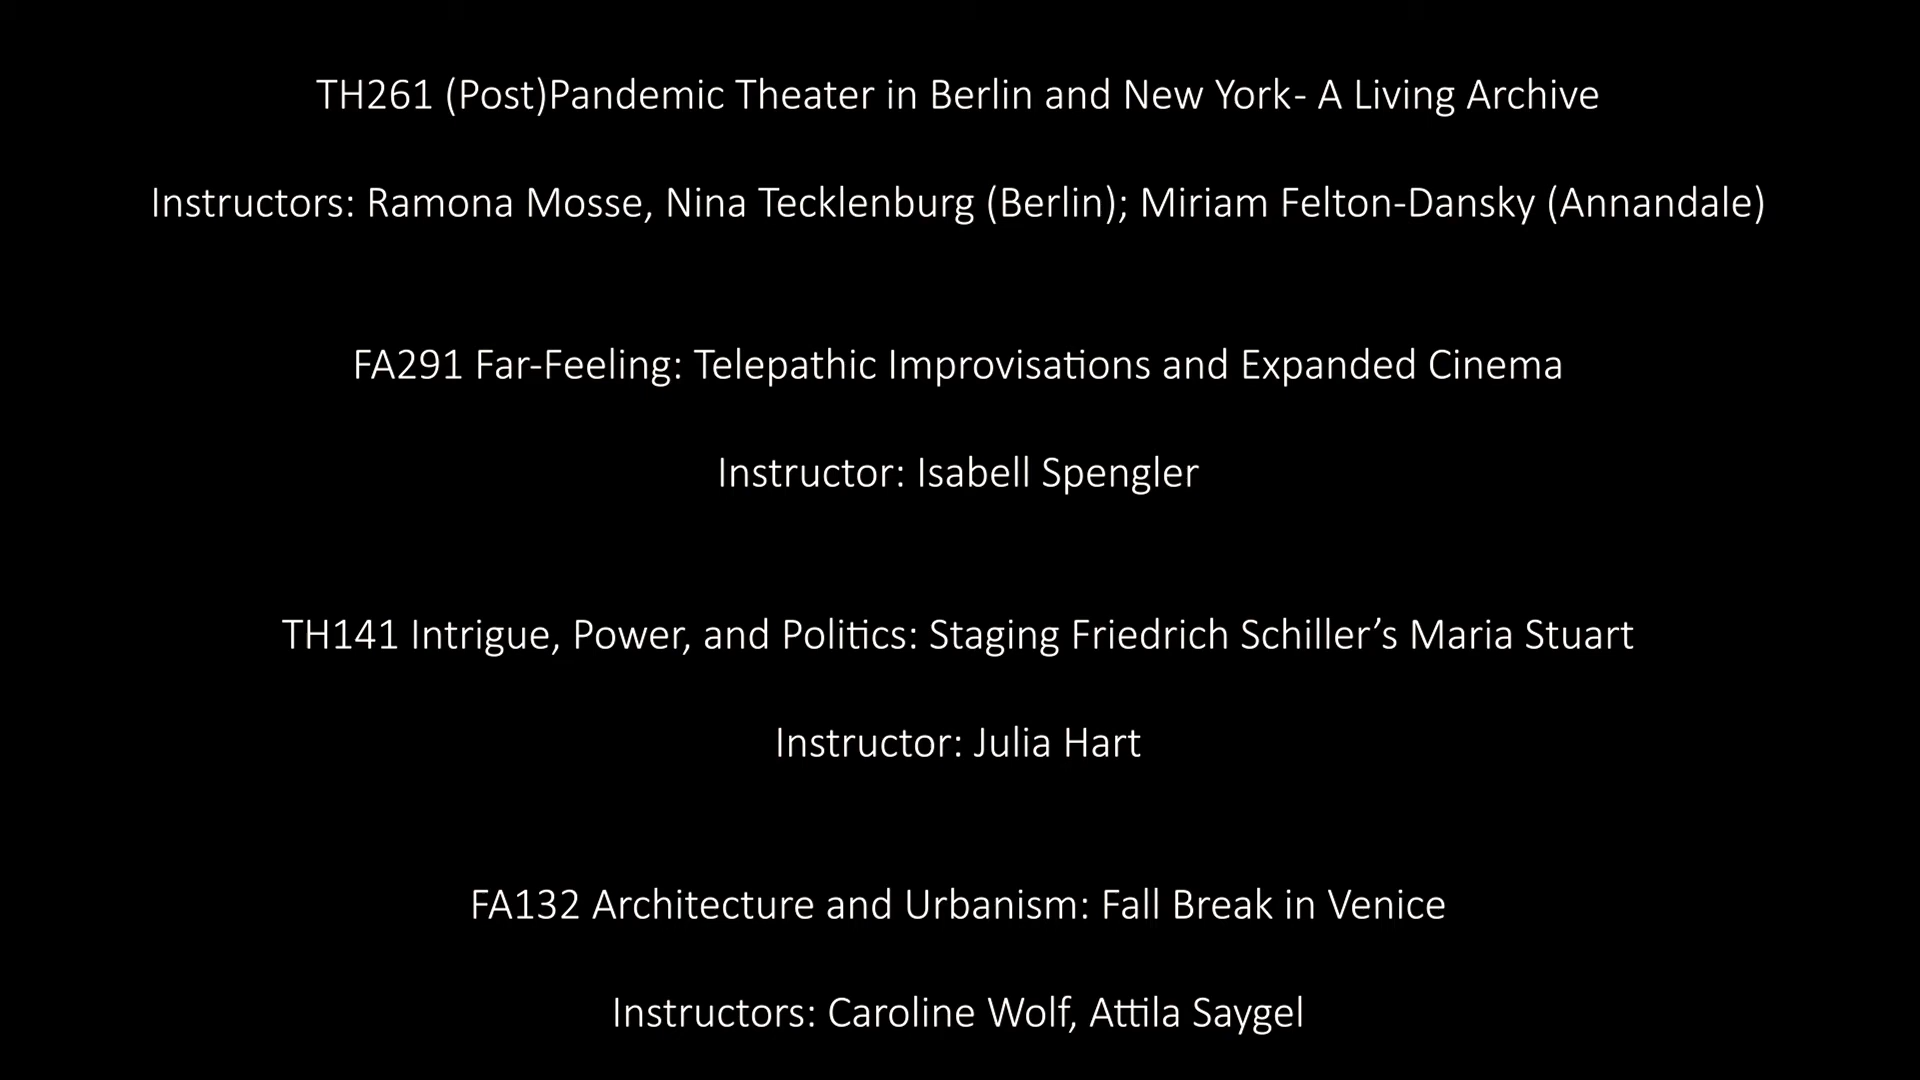 TH261 (Post)Pandemic Theater in Berlin and New York- A Living Archive
Instructors: Ramona Mosse, Nina Tecklenburg (Berlin); Miriam Felton-Dansky (Annandale)
FA291 Far-Feeling: Telepathic Improvisations and Expanded Cinema
Instructor: Isabell Spengler
TH141 Intrigue, Power, and Politics: Staging Friedrich Schiller’s Maria Stuart
Instructor: Julia Hart
FA132 Architecture and Urbanism: Fall Break in Venice
Instructors: Caroline Wolf, Attila Saygel